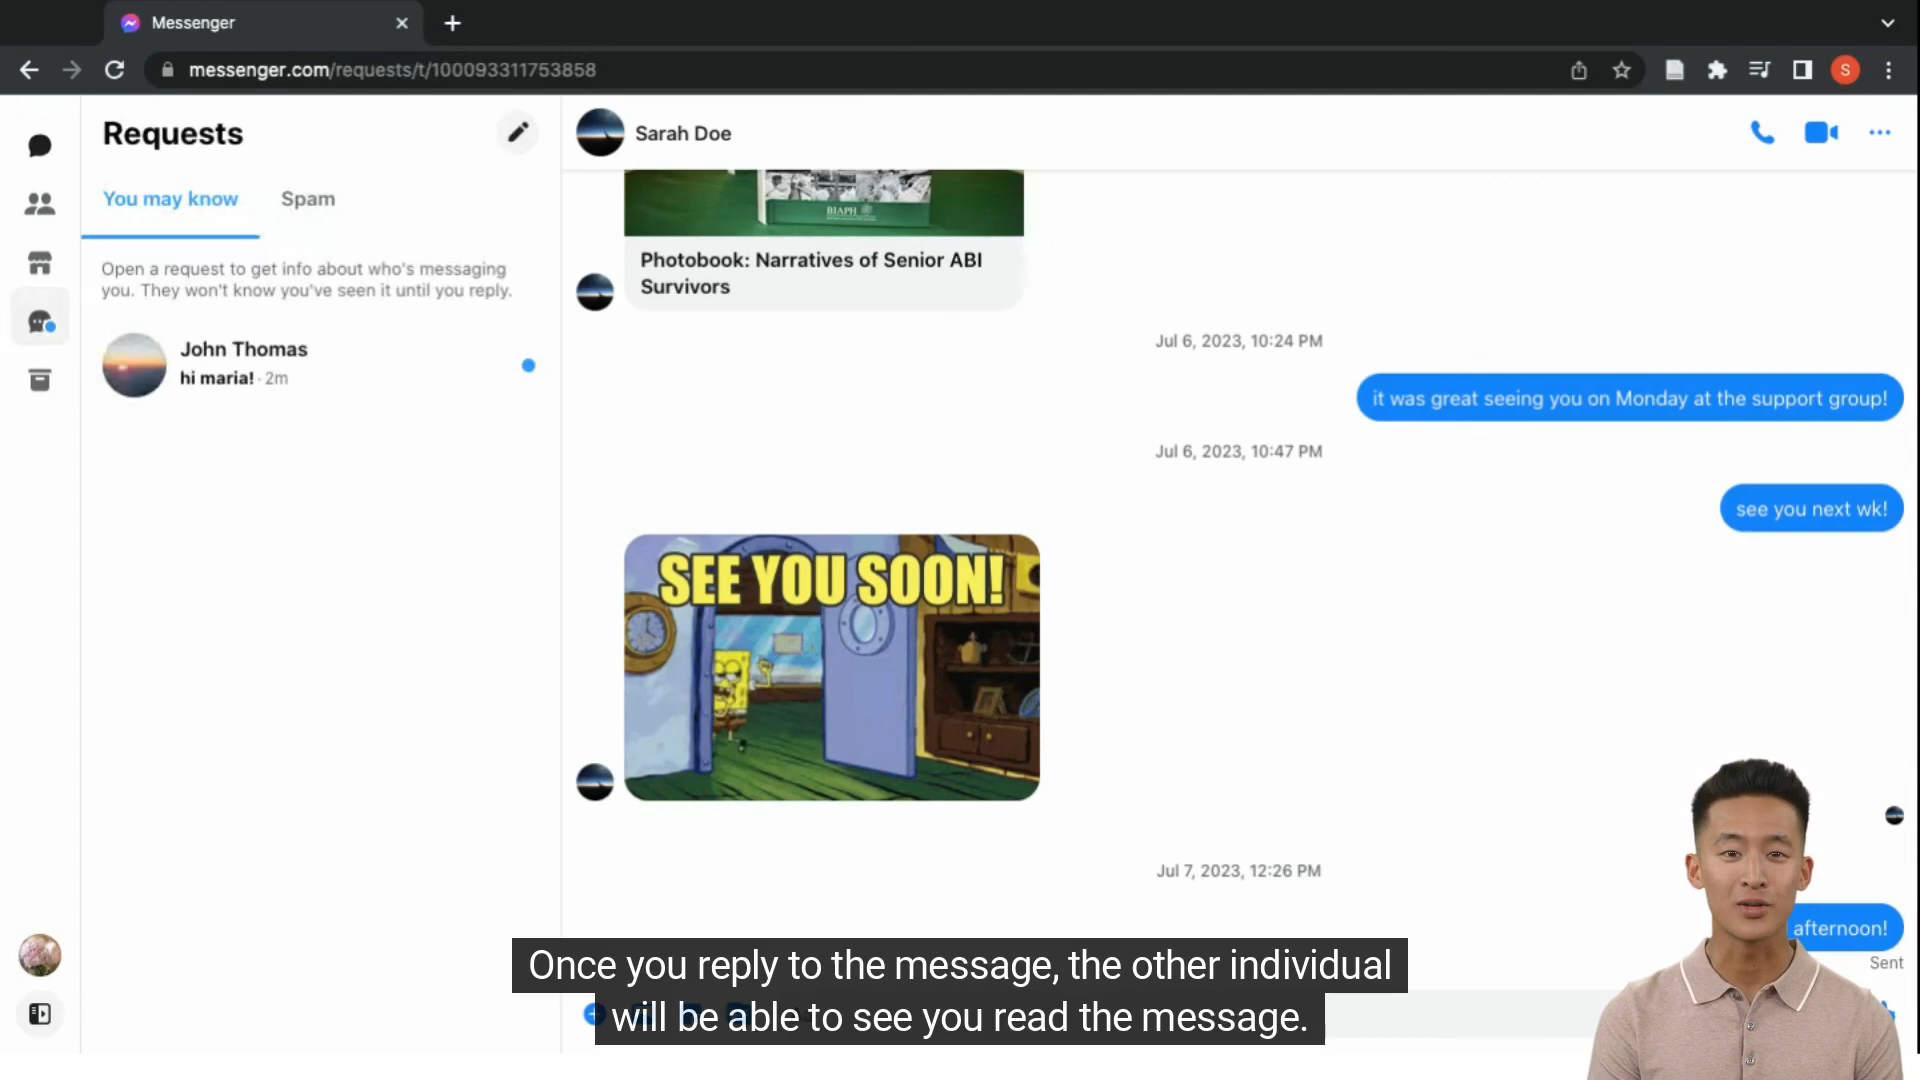 Messenger
messenger.com/requests/t/100093311753858
S
Requests
You may know
Spam
Open a request to get info about who's messaging
you. They won't know you've seen it until you reply.
John Thomas
hi maria! · 2m
Sarah Doe
BIAPH
Photobook: Narratives of Senior ABI
Survivors
Jul 6, 2023, 10:24 PM
it was great seeing you on Monday at the support group!
Jul 6, 2023, 10:47 PM
see you next wk!
SEE YOU SOON!
Jul 7, 2023, 12:26 PM
afternoon!
Sent
Once you reply to the message, the other individual
will be able to see you read the message.